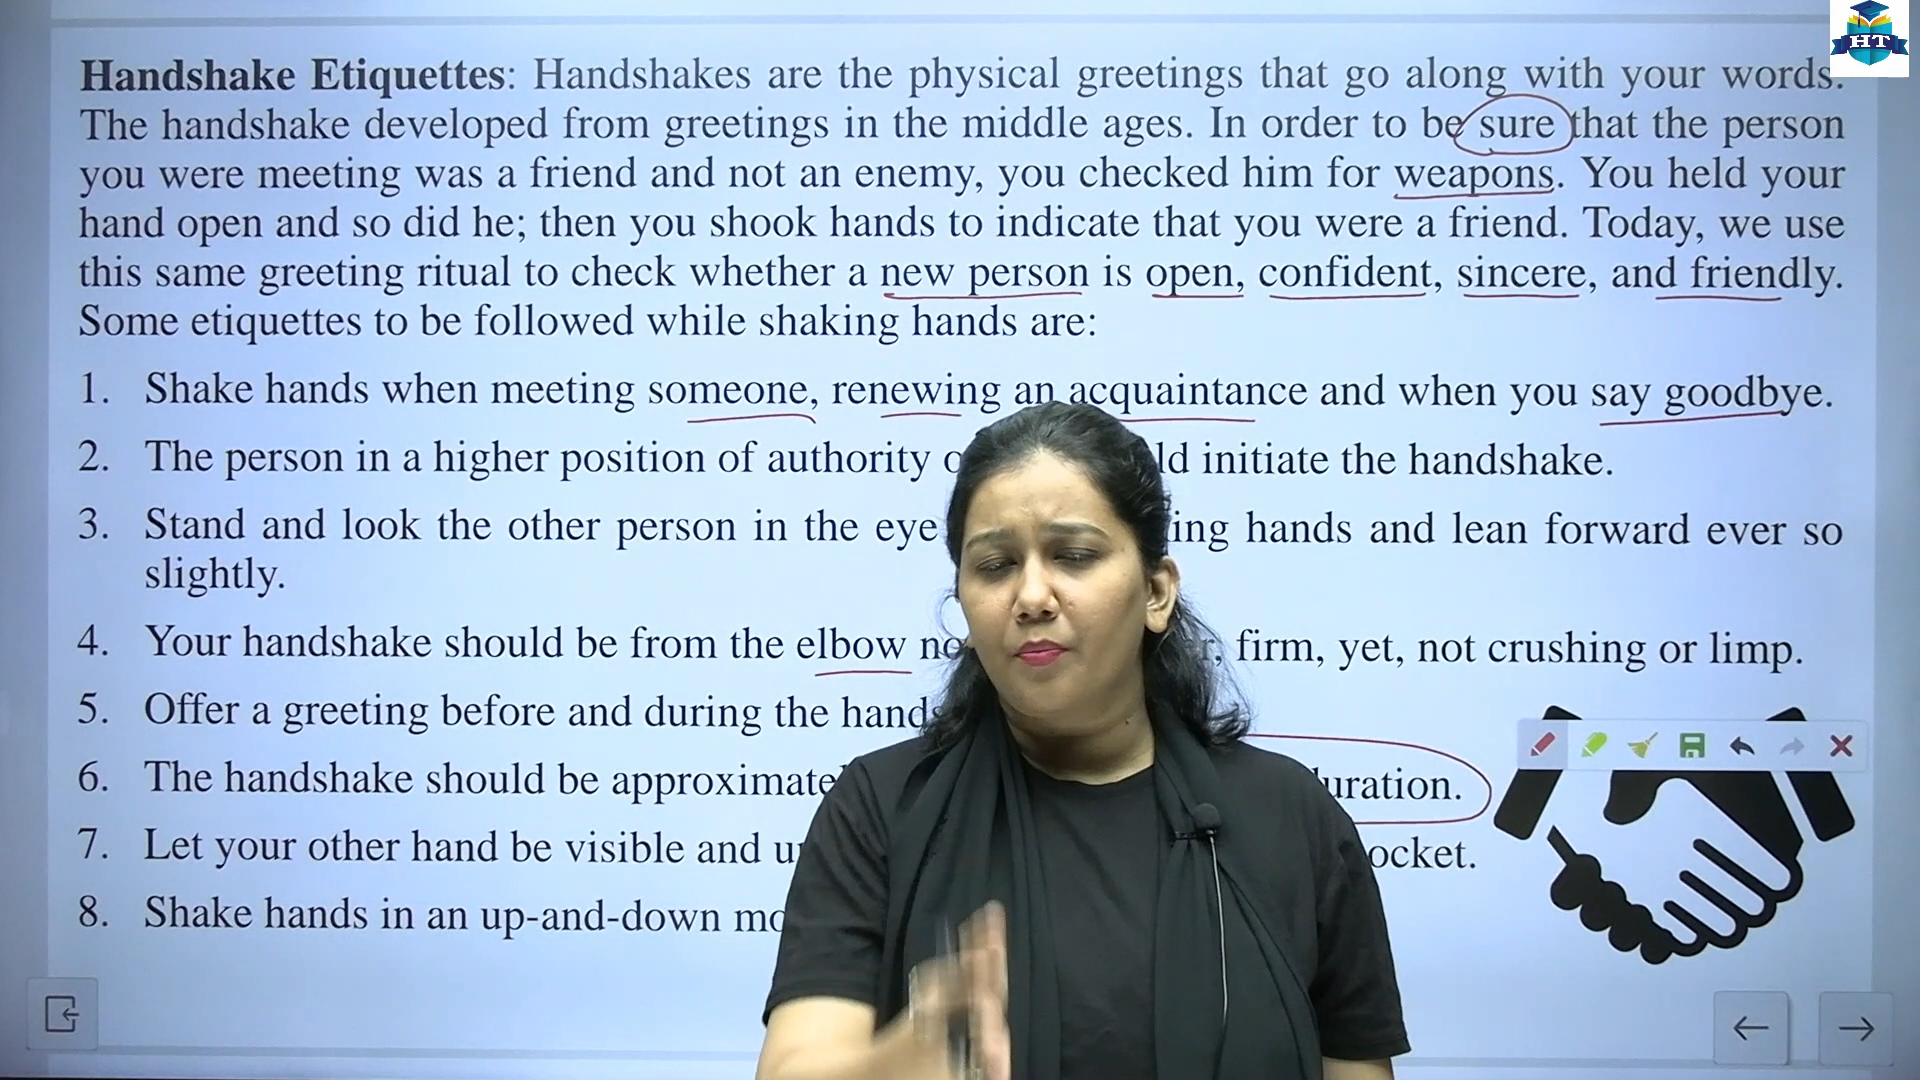 HT
Handshake Etiquettes: Handshakes are the physical greetings that go along with your words.
The handshake developed from greetings in the middle ages. In order to be sure that the person
you were meeting was a friend and not an enemy, you checked him for weapons. You held your
hand open and so did he; then you shook hands to indicate that you were a friend. Today, we use
this same greeting ritual to check whether a new person is open, confident, sincere, and friendly.
Some etiquettes to be followed while shaking hands are:
1. Shake hands when meeting someone, renewing an acquaintance and when you say goodbye.
2. The person in a higher position of authority initiate the handshake.
3. Stand and look the other person in the eye hands and lean forward ever so
slightly.
4. Your handshake should be from the elbow firm, yet, not crushing or limp.
5. Offer a greeting before and during the
6. The handshake should be duration.
7. Let your other hand be visible and
8. Shake hands in an up-and-down